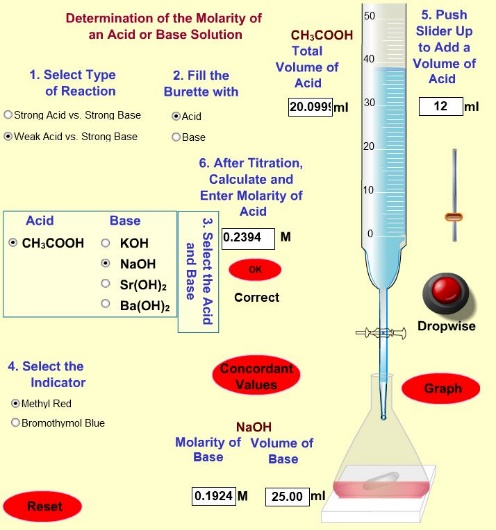 Determination of the Molarity of
an Acid or Base Solution
1. Select Type
of Reaction
Strong Acid vs. Strong Base
Weak Acid vs. Strong Base
2. Fill the
Burette with
Acid
Base
CH₃COOH
Total
Volume of
Acid
20.099 ml
50
40
30
20
10
0
5. Push
Slider Up
to Add a
Volume of
Acid
12 ml
6. After Titration,
Calculate and
Enter Molarity of
Acid
0.2394 M
OK
Correct
Acid
CH₃COOH
Base
KOH
NaOH
Sr(OH)₂
Ba(OH)₂
3. Select the Acid
and Base
Dropwise
4. Select the
Indicator
Methyl Red
Bromothymol Blue
Concordant
Values
Graph
NaOH
Molarity of Base
Volume of Base
0.1924 M
25.00 ml
Reset